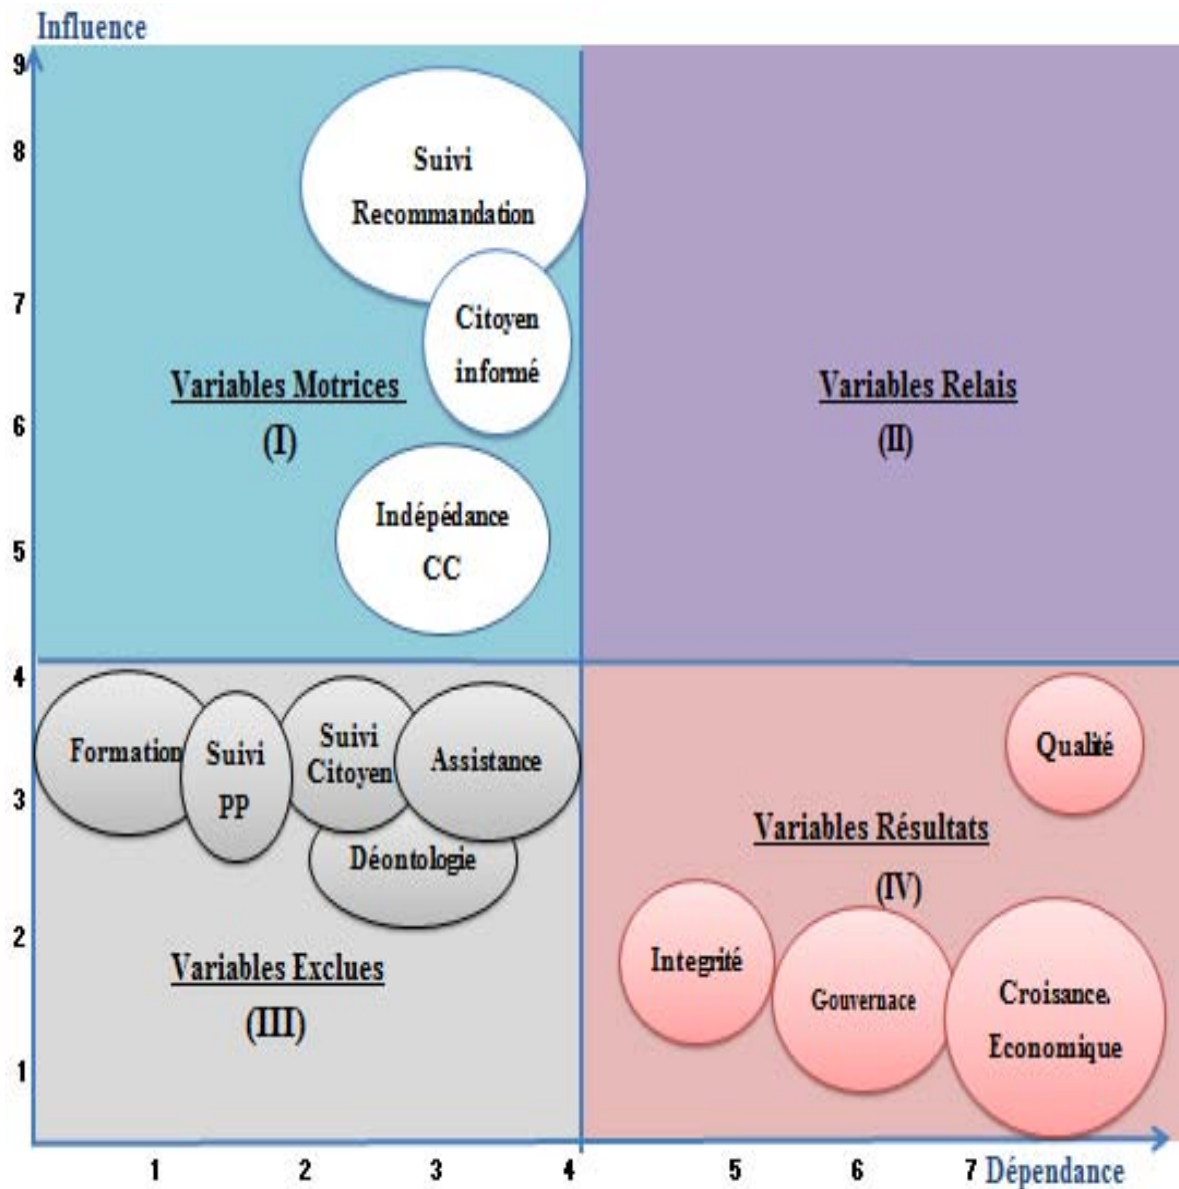 Influence
9
8
7
6
5
4
3
2
1
Suivi
Recommandation
Citoyen
informé
Variables Motrices
(I)
Indépédance
CC
Variables Relais
(II)
Formation
Suivi
PP
Suivi
Citoyen
Assistance
Déontologie
Variables Exclues
(III)
Qualité
Variables Résultats
(IV)
Integrité
Gouvernace
Croisance.
Economique
1 2 3 4 5 6 7 Dépendance